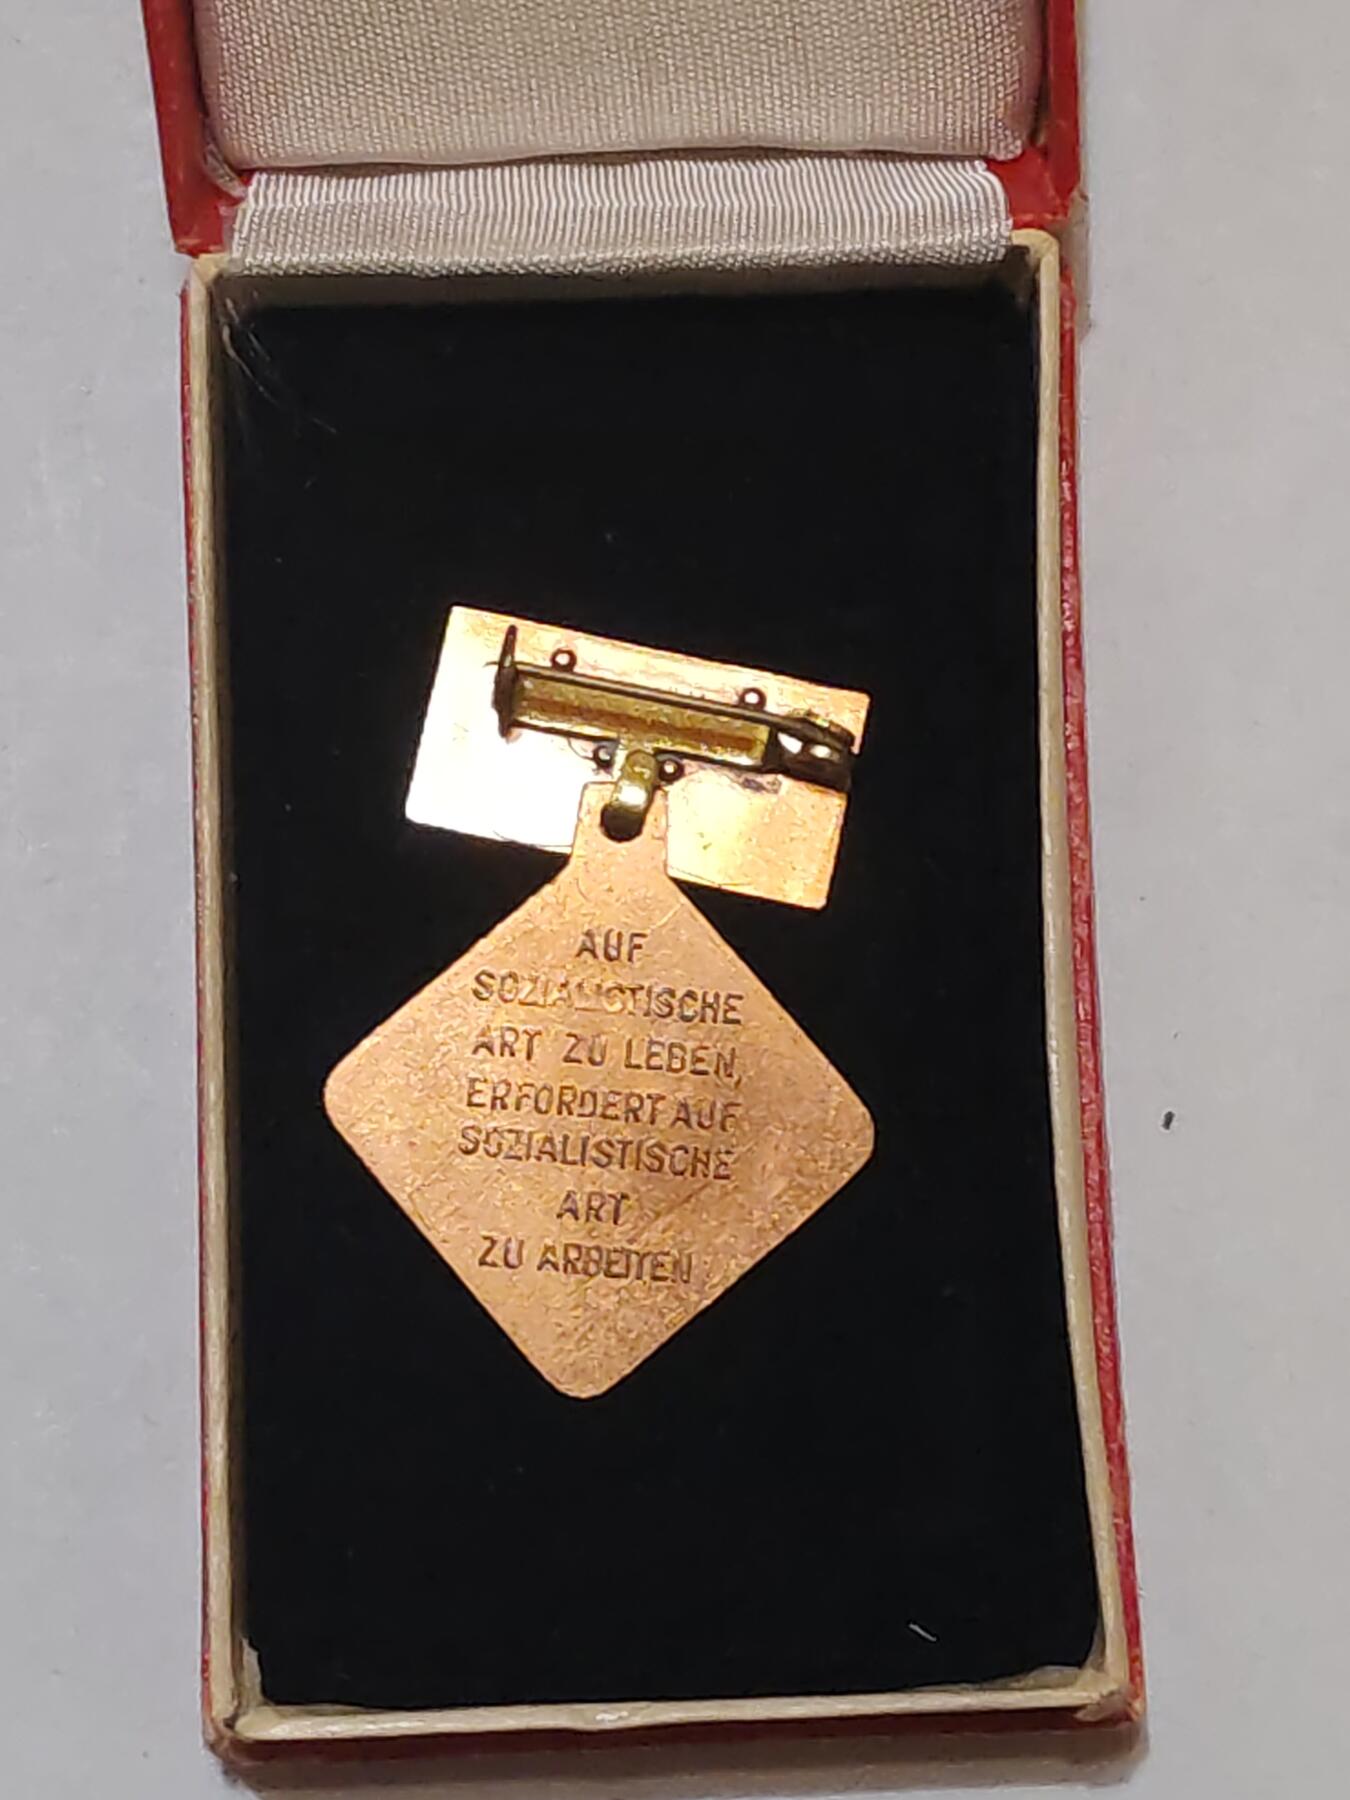 AUF
SOZIALISTISCHE
ART ZU LEBEN,
ERFORDERT AUF
SOZIALISTISCHE
ART
ZU ARBEITEN